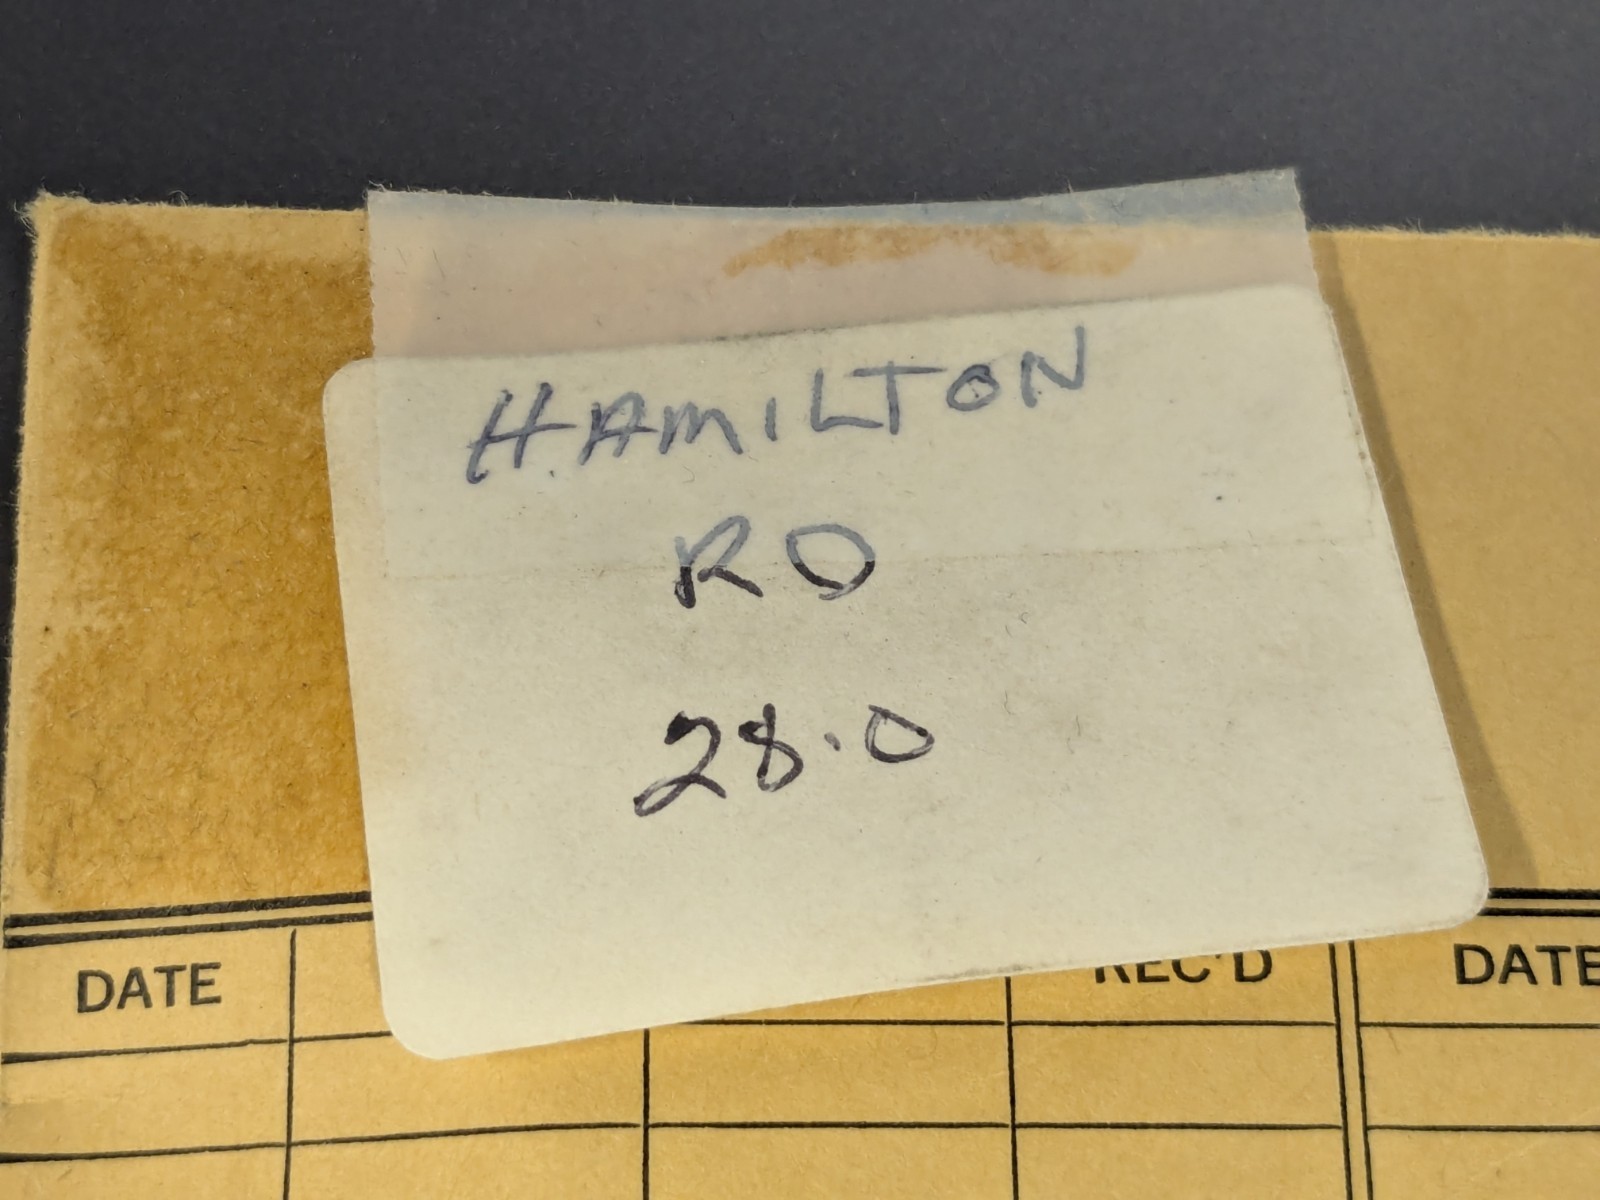 HAMILTON
RD
28.0
DATE
REC'D
DATE